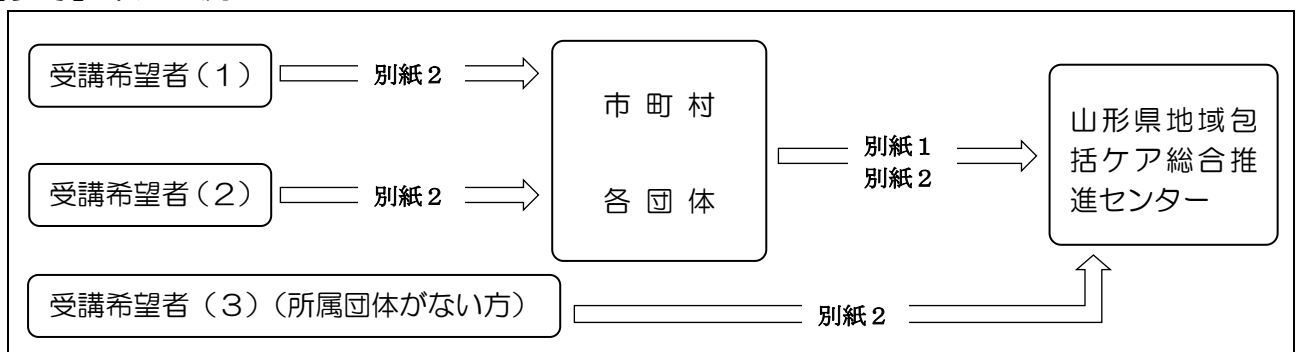 受講希望者（１）
別紙２
市 町 村
各 団 体
受講希望者（２）
別紙２
別紙１
別紙２
山形県地域包
括ケア総合推
進センター
受講希望者（３）（所属団体がない方）
別紙２